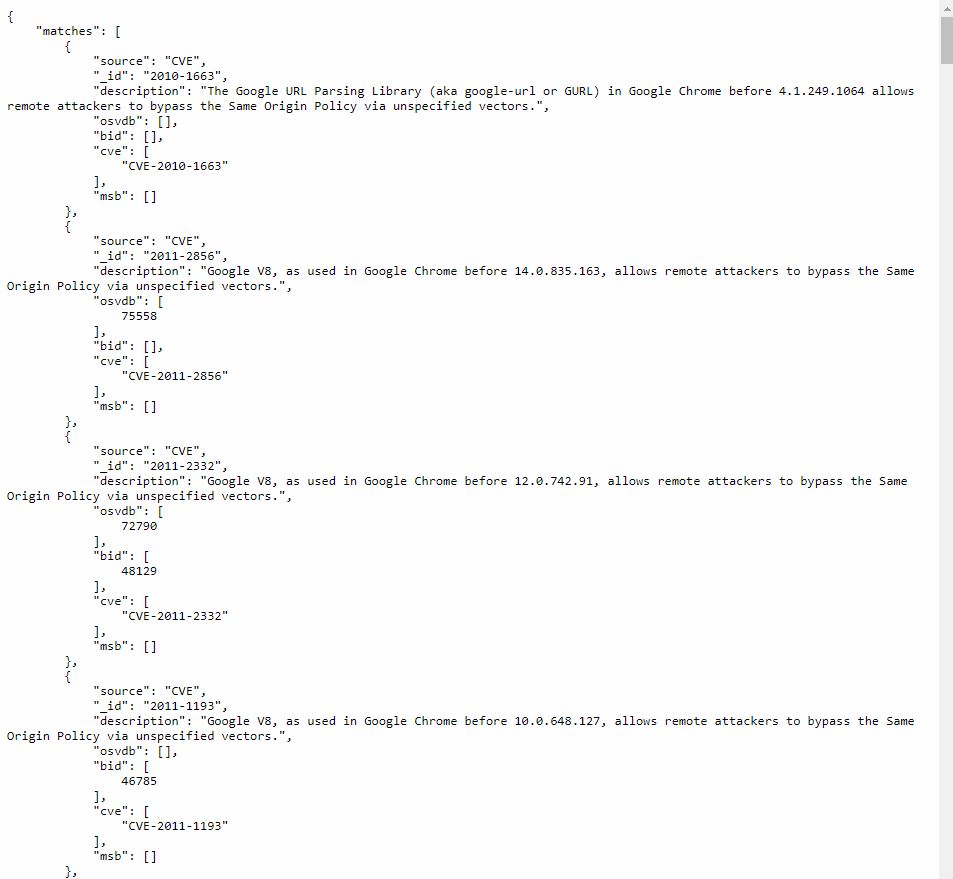 {
    "matches": [
        {
            "source": "CVE",
            "_id": "2010-1663",
            "description": "The Google URL Parsing Library (aka google-url or GURL) in Google Chrome before 4.1.249.1064 allows
remote attackers to bypass the Same Origin Policy via unspecified vectors.",
            "osvdb": [],
            "bid": [],
            "cve": [
                "CVE-2010-1663"
            ],
            "msb": []
        },
        {
            "source": "CVE",
            "_id": "2011-2856",
            "description": "Google V8, as used in Google Chrome before 14.0.835.163, allows remote attackers to bypass the Same
Origin Policy via unspecified vectors.",
            "osvdb": [
                75558
            ],
            "bid": [],
            "cve": [
                "CVE-2011-2856"
            ],
            "msb": []
        },
        {
            "source": "CVE",
            "_id": "2011-2332",
            "description": "Google V8, as used in Google Chrome before 12.0.742.91, allows remote attackers to bypass the Same
Origin Policy via unspecified vectors.",
            "osvdb": [
                72790
            ],
            "bid": [
                48129
            ],
            "cve": [
                "CVE-2011-2332"
            ],
            "msb": []
        },
        {
            "source": "CVE",
            "_id": "2011-1193",
            "description": "Google V8, as used in Google Chrome before 10.0.648.127, allows remote attackers to bypass the Same
Origin Policy via unspecified vectors.",
            "osvdb": [],
            "bid": [
                46785
            ],
            "cve": [
                "CVE-2011-1193"
            ],
            "msb": []
        },